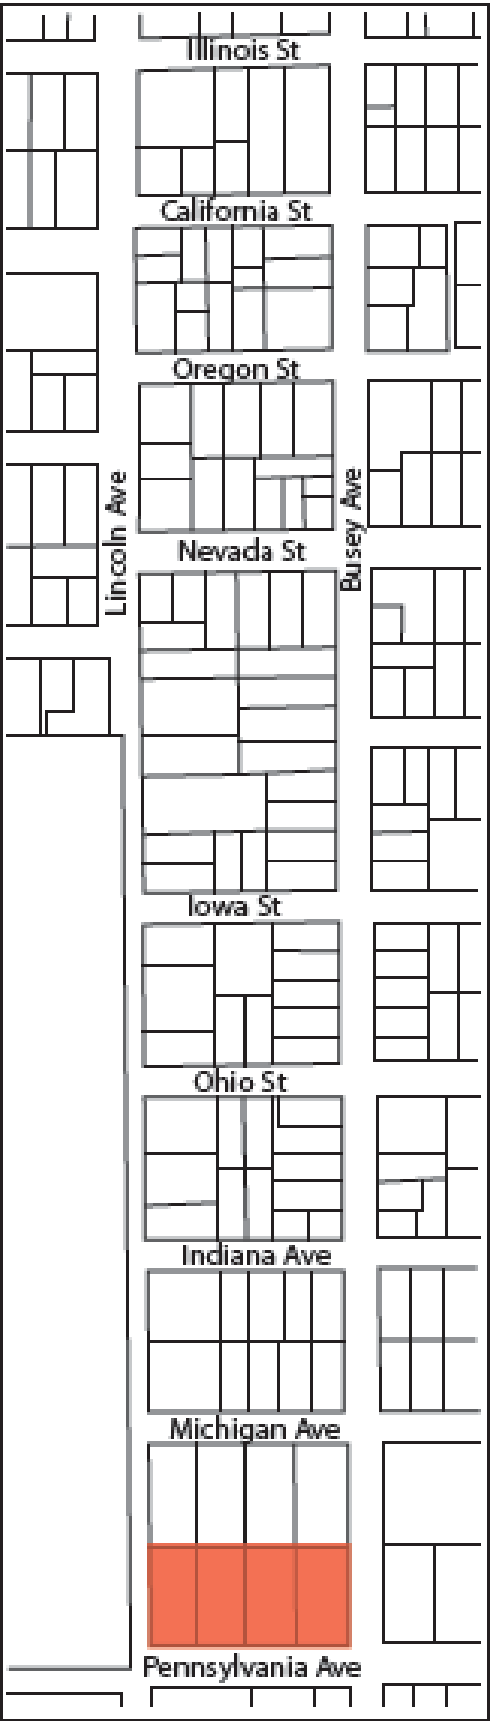 Illinois St
California St
Oregon St
Lincoln Ave
Busey Ave
Nevada St
Iowa St
Ohio St
Indiana Ave
Michigan Ave
Pennsylvania Ave